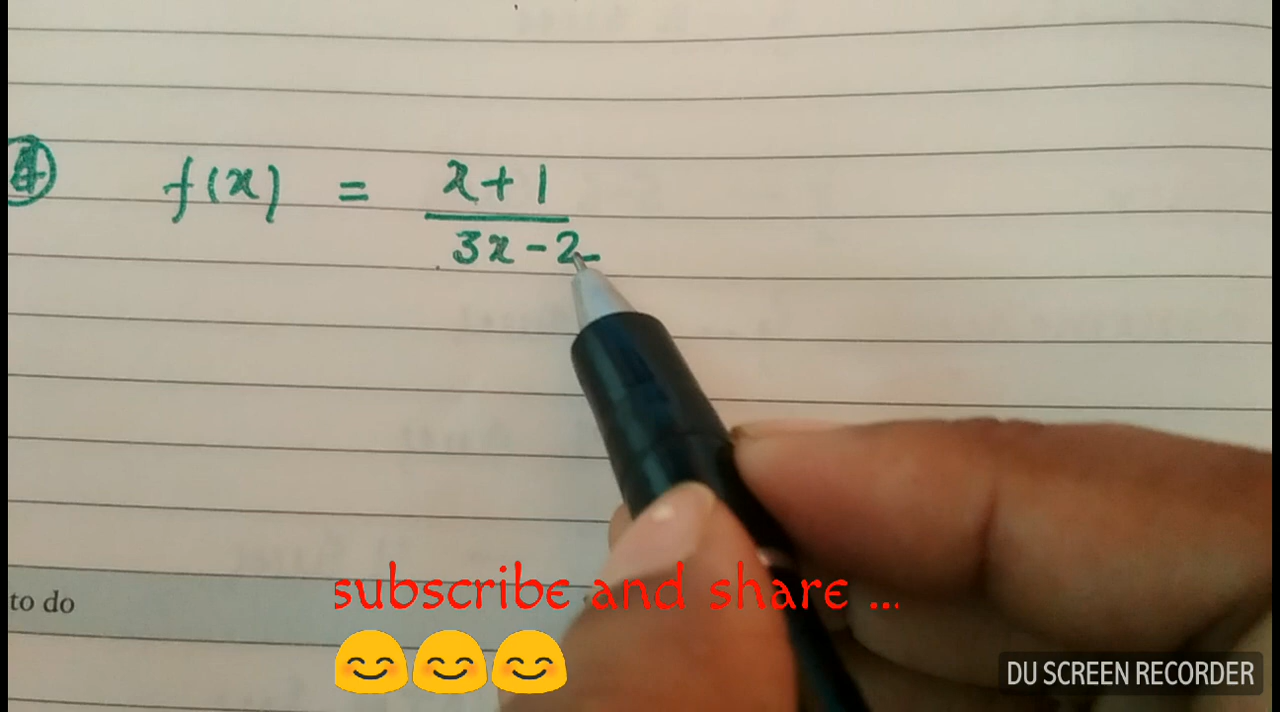 ④ f(x) = x+1
3x-2
to do
subscribe and share ...
😊😊😊
DU SCREEN RECORDER